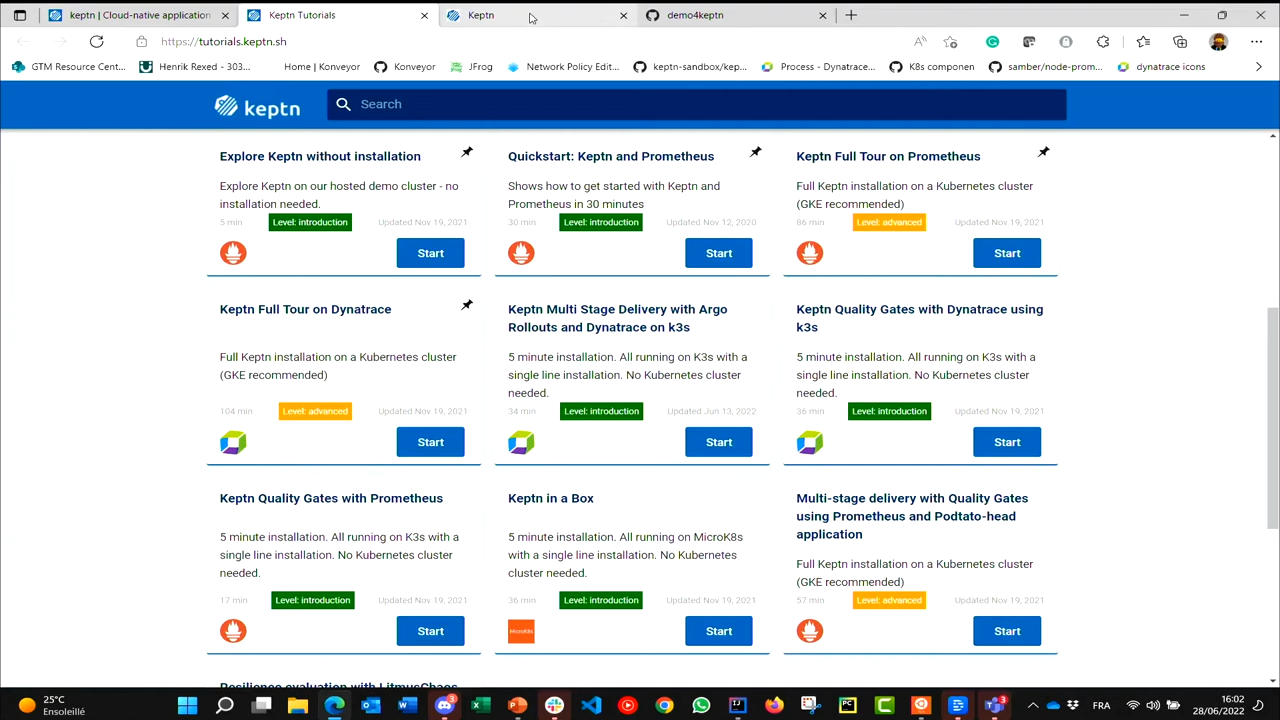 keptn | Cloud-native application
Keptn Tutorials
Keptn
demo4keptn
https://tutorials.keptn.sh
GTM Resource Cent...
Henrik Rexed - 303...
Home | Konveyor
Konveyor
JFrog
Network Policy Edit...
keptn-sandbox/kep...
Process - Dynatrace...
K8s componen
samber/node-prom...
dynatrace icons
keptn
Search
Explore Keptn without installation
Explore Keptn on our hosted demo cluster - no
installation needed.
5 min
Level: introduction
Updated Nov 19, 2021
Start
Quickstart: Keptn and Prometheus
Shows how to get started with Keptn and
Prometheus in 30 minutes
30 min
Level: introduction
Updated Nov 12, 2020
Start
Keptn Full Tour on Prometheus
Full Keptn installation on a Kubernetes cluster
(GKE recommended)
86 min
Level: advanced
Updated Nov 19, 2021
Start
Keptn Full Tour on Dynatrace
Full Keptn installation on a Kubernetes cluster
(GKE recommended)
104 min
Level: advanced
Updated Nov 19, 2021
Start
Keptn Multi Stage Delivery with Argo
Rollouts and Dynatrace on k3s
5 minute installation. All running on K3s with a
single line installation. No Kubernetes cluster
needed.
34 min
Level: introduction
Updated Jun 13, 2022
Start
Keptn Quality Gates with Dynatrace using
k3s
5 minute installation. All running on K3s with a
single line installation. No Kubernetes cluster
needed.
36 min
Level: introduction
Updated Nov 19, 2021
Start
Keptn Quality Gates with Prometheus
5 minute installation. All running on K3s with a
single line installation. No Kubernetes cluster
needed.
17 min
Level: introduction
Updated Nov 19, 2021
Start
Keptn in a Box
5 minute installation. All running on MicroK8s
with a single line installation. No Kubernetes
cluster needed.
36 min
Level: introduction
Updated Nov 19, 2021
MicroK8s
Start
Multi-stage delivery with Quality Gates
using Prometheus and Podtato-head
application
Full Keptn installation on a Kubernetes cluster
(GKE recommended)
57 min
Level: advanced
Updated Nov 19, 2021
Start
Resilience evaluation with LitmusChaos
25°C
Ensoleillé
3
3
FRA
16:02
28/06/2022